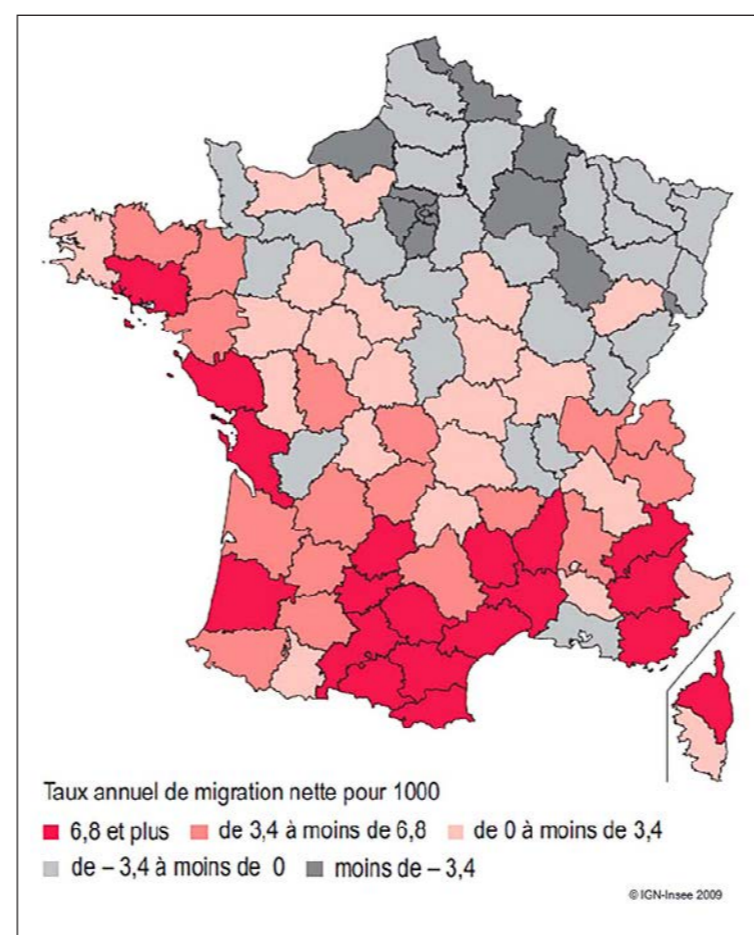 Taux annuel de migration nette pour 1000
6,8 et plus de 3,4 à moins de 6,8 de 0 à moins de 3,4
de – 3,4 à moins de 0 moins de – 3,4
© IGN-Insee 2009